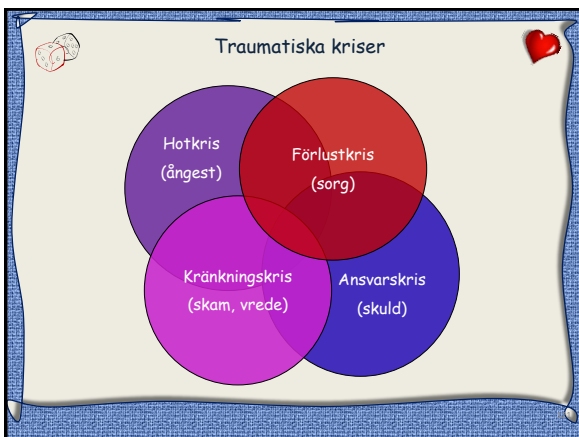 Traumatiska kriser
Hotkris
(ångest)
Förlustkris
(sorg)
Kränkningskris
(skam, vrede)
Ansvarskris
(skuld)